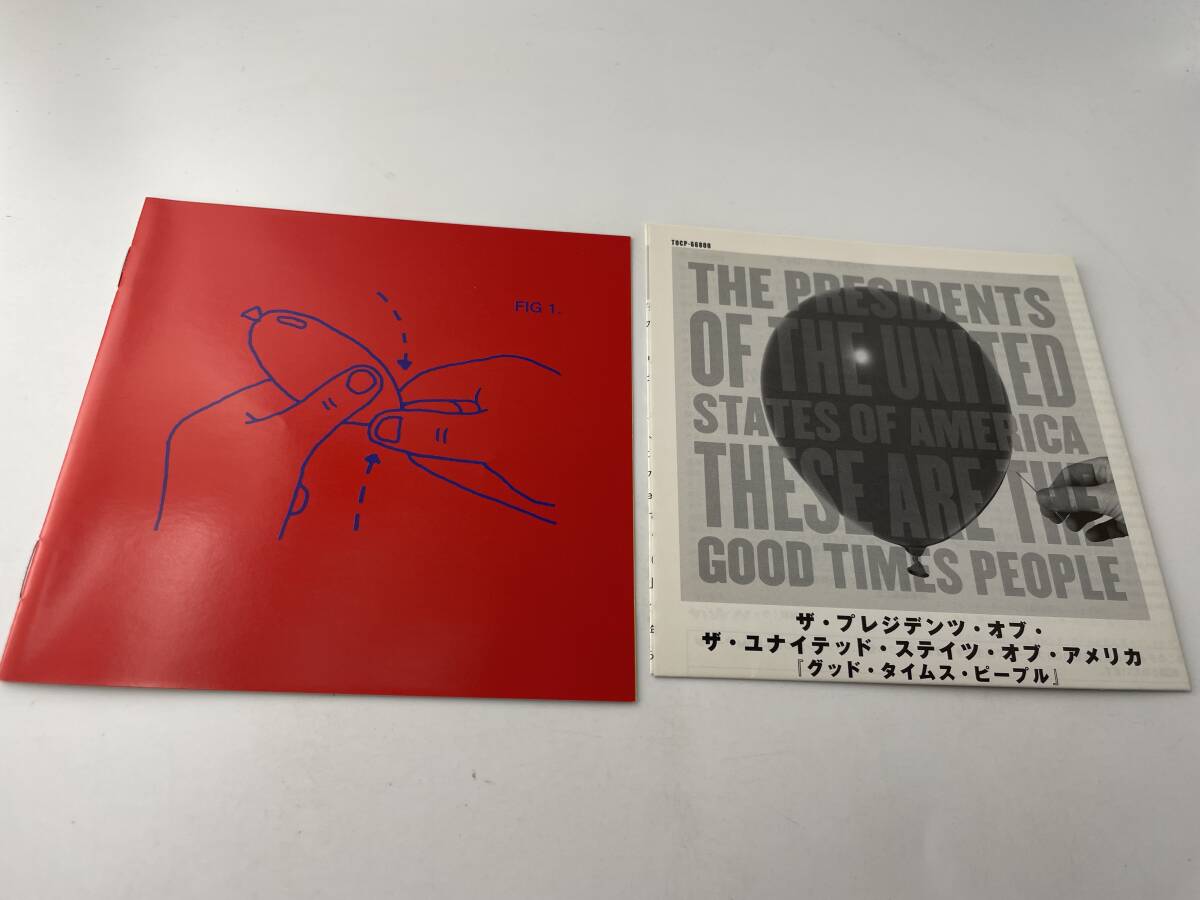 FIG 1.
TOCP-66800
THE PRESIDENTS
OF THE UNITED
STATES OF AMERICA
THESE ARE THE
GOOD TIMES PEOPLE
ザ・プレジデンツ・オブ・
ザ・ユナイテッド・ステイツ・オブ・アメリカ
『グッド・タイムス・ピープル』